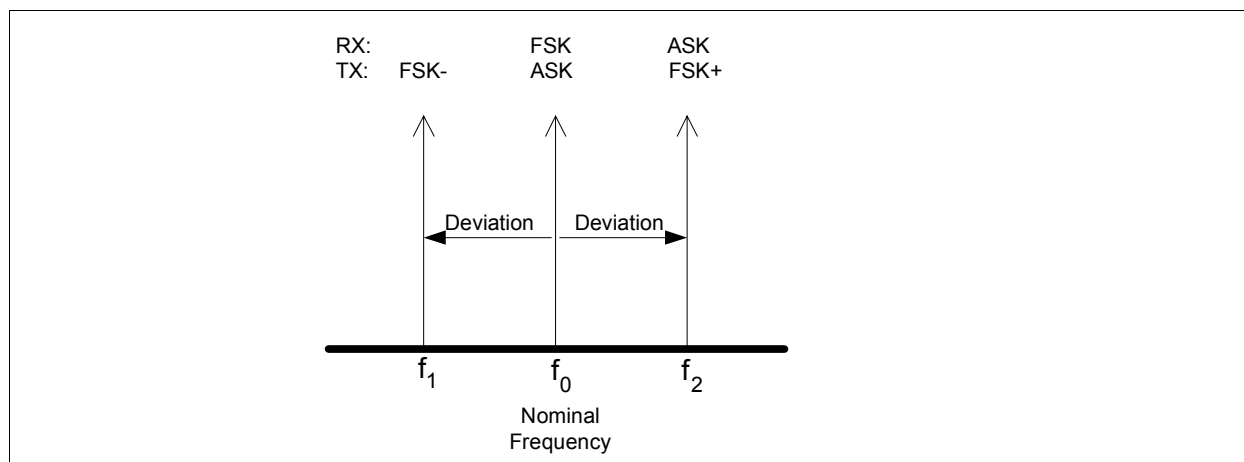 RX: FSK ASK
TX: FSK- ASK FSK+
Deviation Deviation
f1 f0 f2
Nominal
Frequency